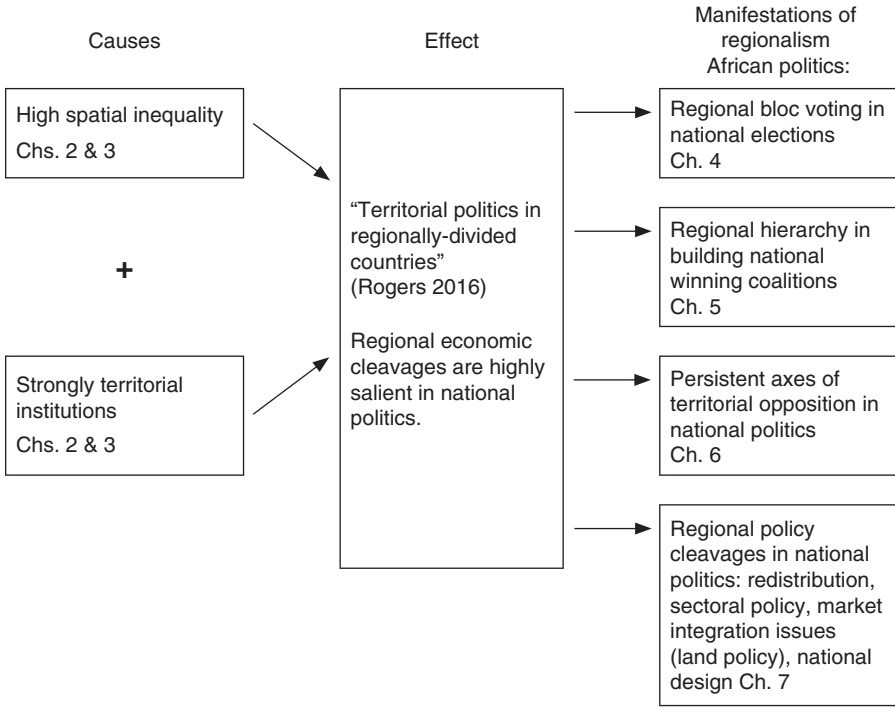 Causes
High spatial inequality
Chs. 2 & 3
+
Strongly territorial
institutions
Chs. 2 & 3
Effect
“Territorial politics in
regionally-divided
countries”
(Rogers 2016)
Regional economic
cleavages are highly
salient in national
politics.
Manifestations of
regionalism
African politics:
Regional bloc voting in
national elections
Ch. 4
Regional hierarchy in
building national
winning coalitions
Ch. 5
Persistent axes of
territorial opposition in
national politics
Ch. 6
Regional policy
cleavages in national
politics: redistribution,
sectoral policy, market
integration issues
(land policy), national
design Ch. 7